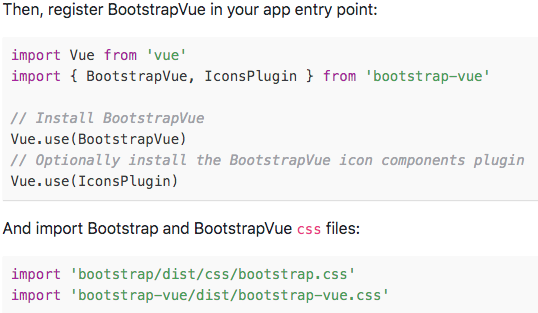 Then, register BootstrapVue in your app entry point:
import Vue from 'vue'
import { BootstrapVue, IconsPlugin } from 'bootstrap-vue'
// Install BootstrapVue
Vue.use(BootstrapVue)
// Optionally install the BootstrapVue icon components plugin
Vue.use(IconsPlugin)
And import Bootstrap and BootstrapVue css files:
import 'bootstrap/dist/css/bootstrap.css'
import 'bootstrap-vue/dist/bootstrap-vue.css'